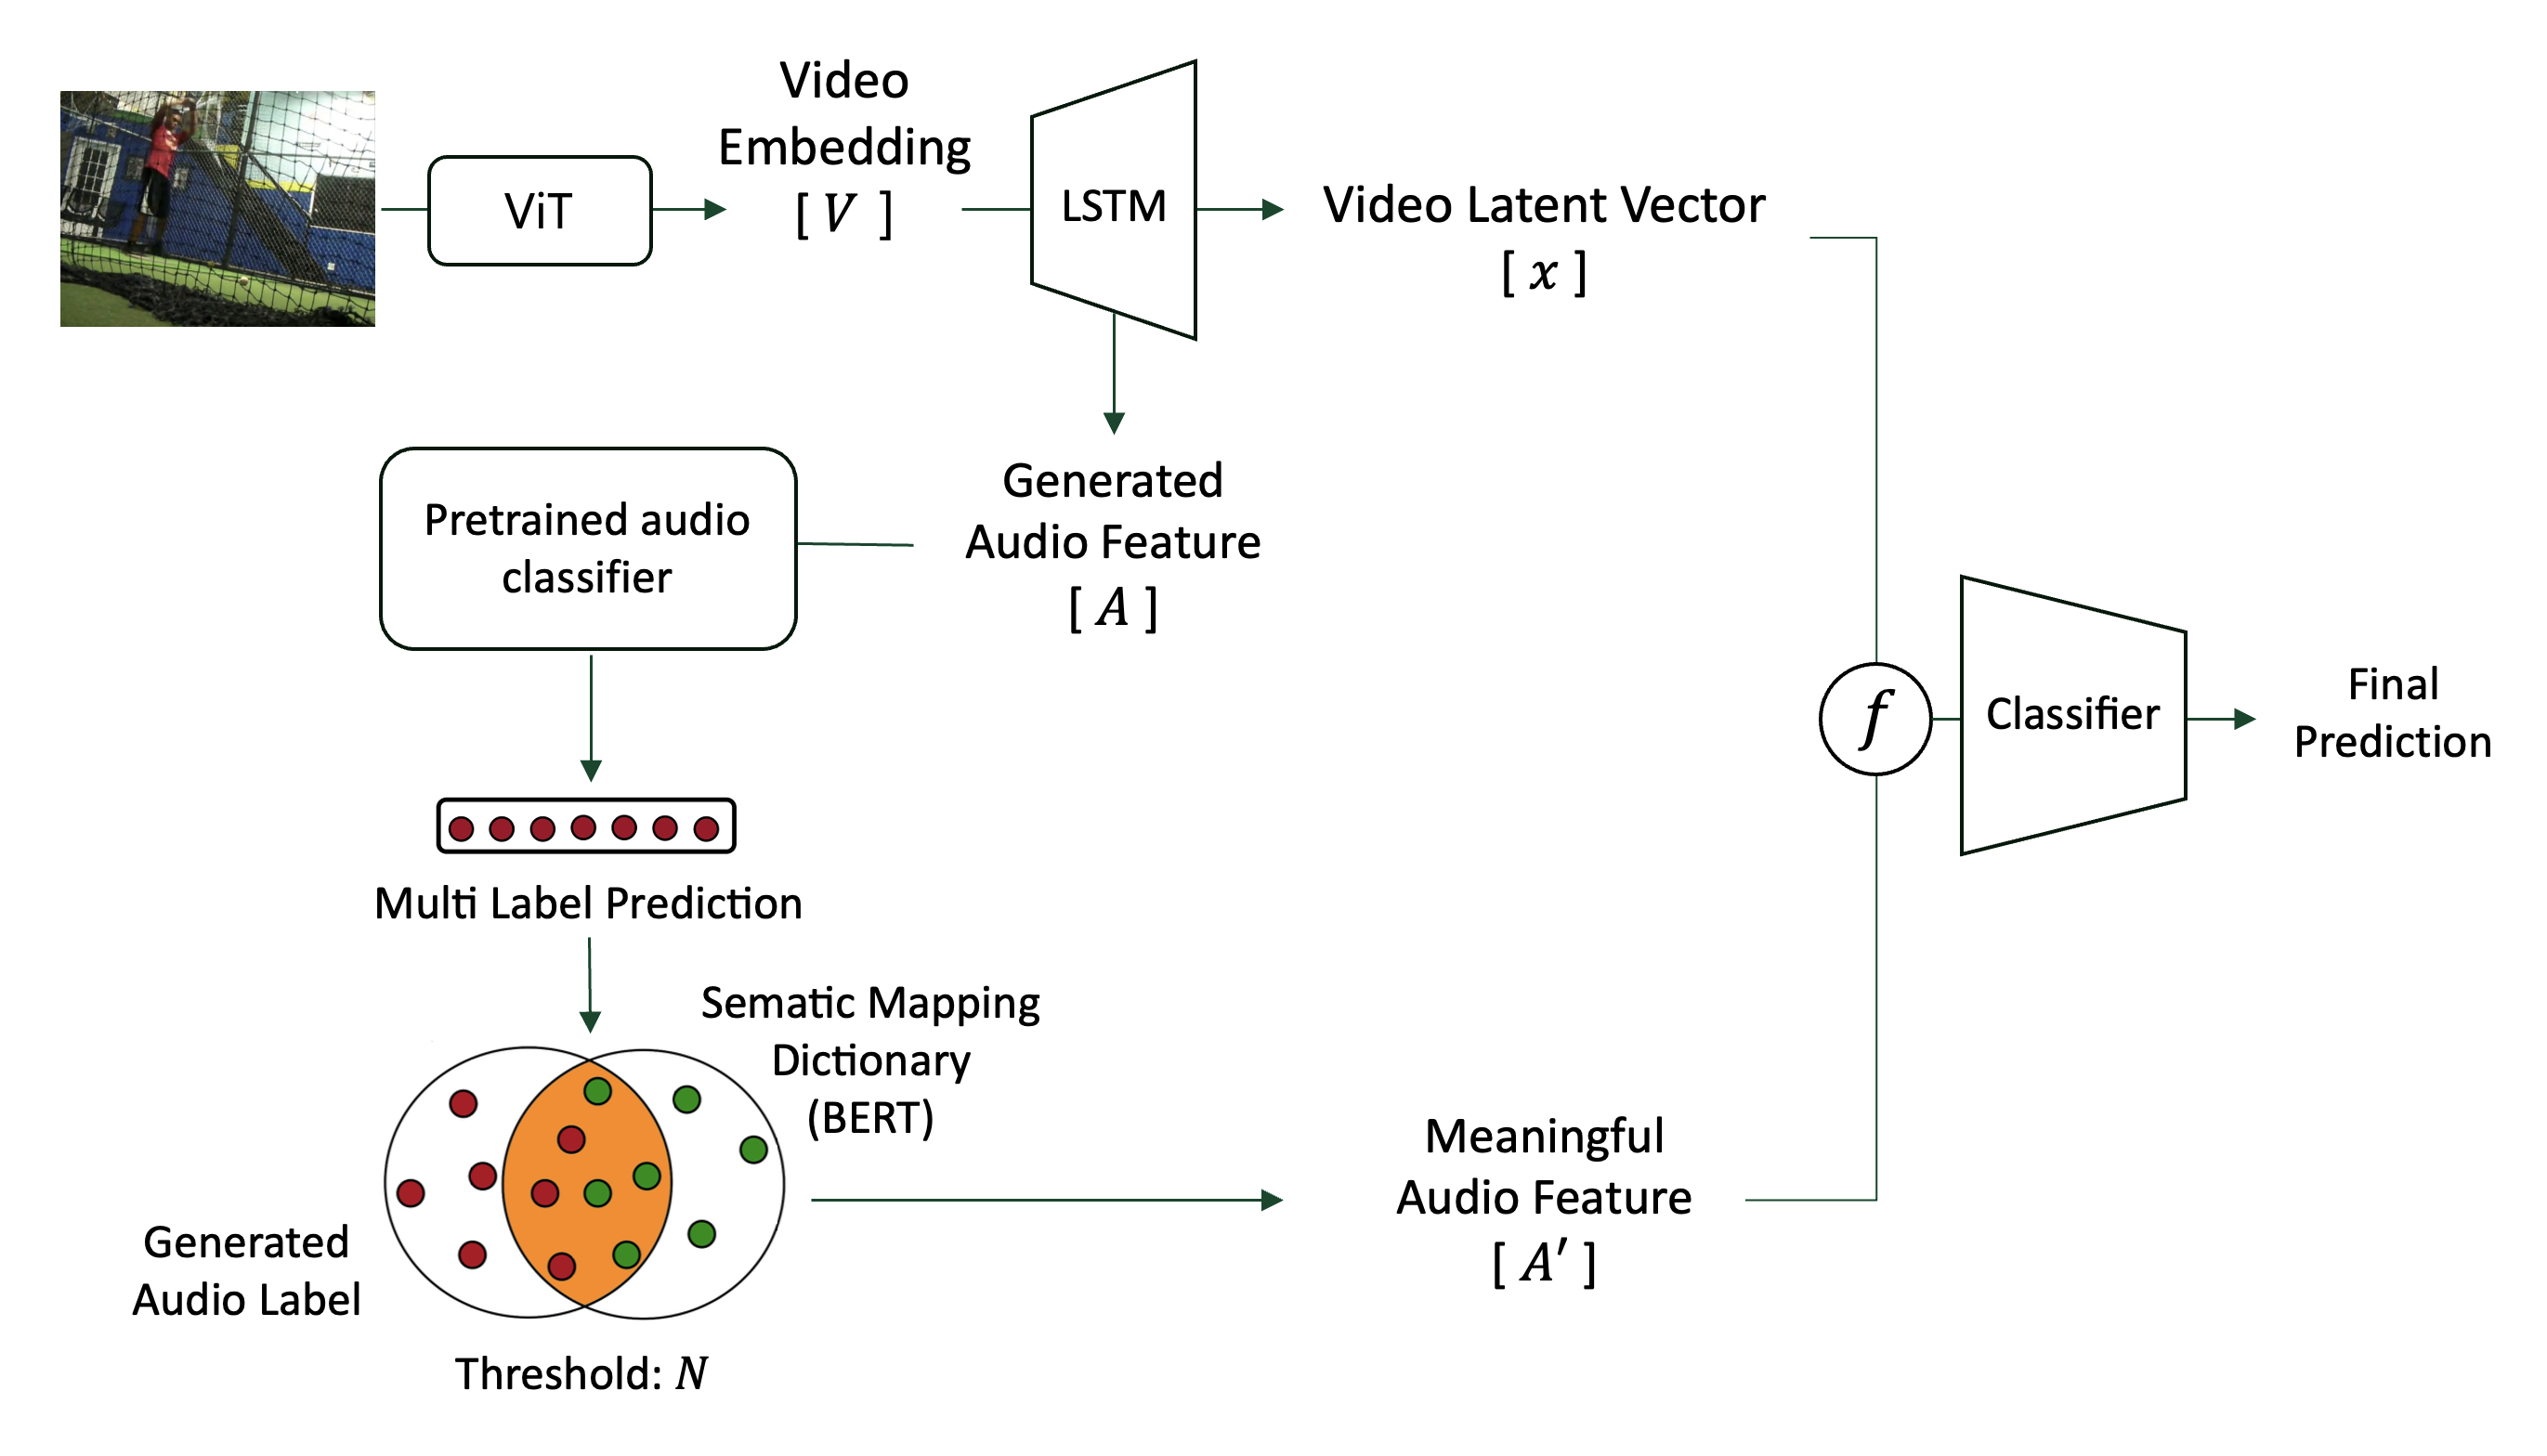 Video
Embedding
[ V ]
ViT
LSTM
Video Latent Vector
[ x ]
Generated
Audio Feature
[ A ]
Pretrained audio
classifier
Multi Label Prediction
Sematic Mapping
Dictionary
(BERT)
Generated
Audio Label
Threshold: N
Meaningful
Audio Feature
[ A′ ]
f
Classifier
Final
Prediction